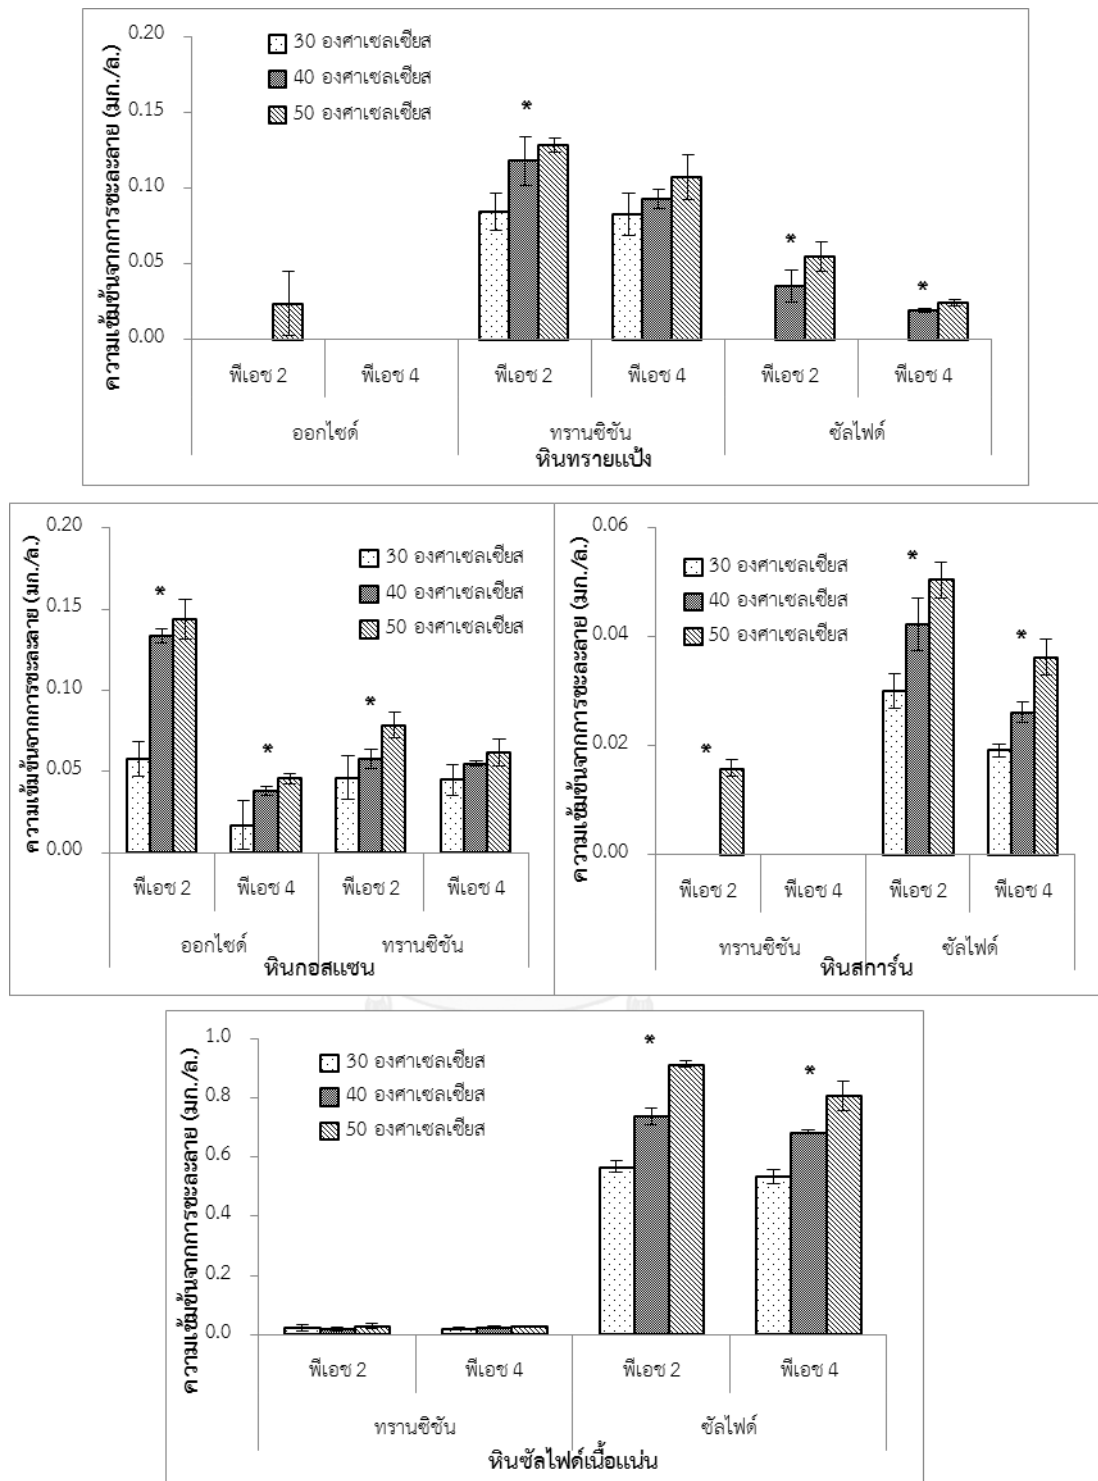 ความเข้มข้นจากการชะละลาย (มก./ล.)
0.20
0.15
0.10
0.05
0.00
30 องศาเซลเซียส
40 องศาเซลเซียส
50 องศาเซลเซียส
*
*
*
พีเอช 2 พีเอช 4 พีเอช 2 พีเอช 4 พีเอช 2 พีเอช 4
ออกไซด์ ทรานซิชัน ซัลไฟด์
หินทรายแป้ง
ความเข้มข้นจากการชะละลาย (มก./ล.)
0.20
0.15
0.10
0.05
0.00
30 องศาเซลเซียส
40 องศาเซลเซียส
50 องศาเซลเซียส
*
*
*
พีเอช 2 พีเอช 4 พีเอช 2 พีเอช 4
ออกไซด์ ทรานซิชัน
หินกอสแซน
ความเข้มข้นจากการชะละลาย (มก./ล.)
0.06
0.04
0.02
0.00
30 องศาเซลเซียส
40 องศาเซลเซียส
50 องศาเซลเซียส
*
*
*
พีเอช 2 พีเอช 4 พีเอช 2 พีเอช 4
ทรานซิชัน ซัลไฟด์
หินสการ์น
ความเข้มข้นจากการชะละลาย (มก./ล.)
1.0
0.8
0.6
0.4
0.2
0.0
30 องศาเซลเซียส
40 องศาเซลเซียส
50 องศาเซลเซียส
*
*
พีเอช 2 พีเอช 4 พีเอช 2 พีเอช 4
ทรานซิชัน ซัลไฟด์
หินซัลไฟด์เนื้อแน่น